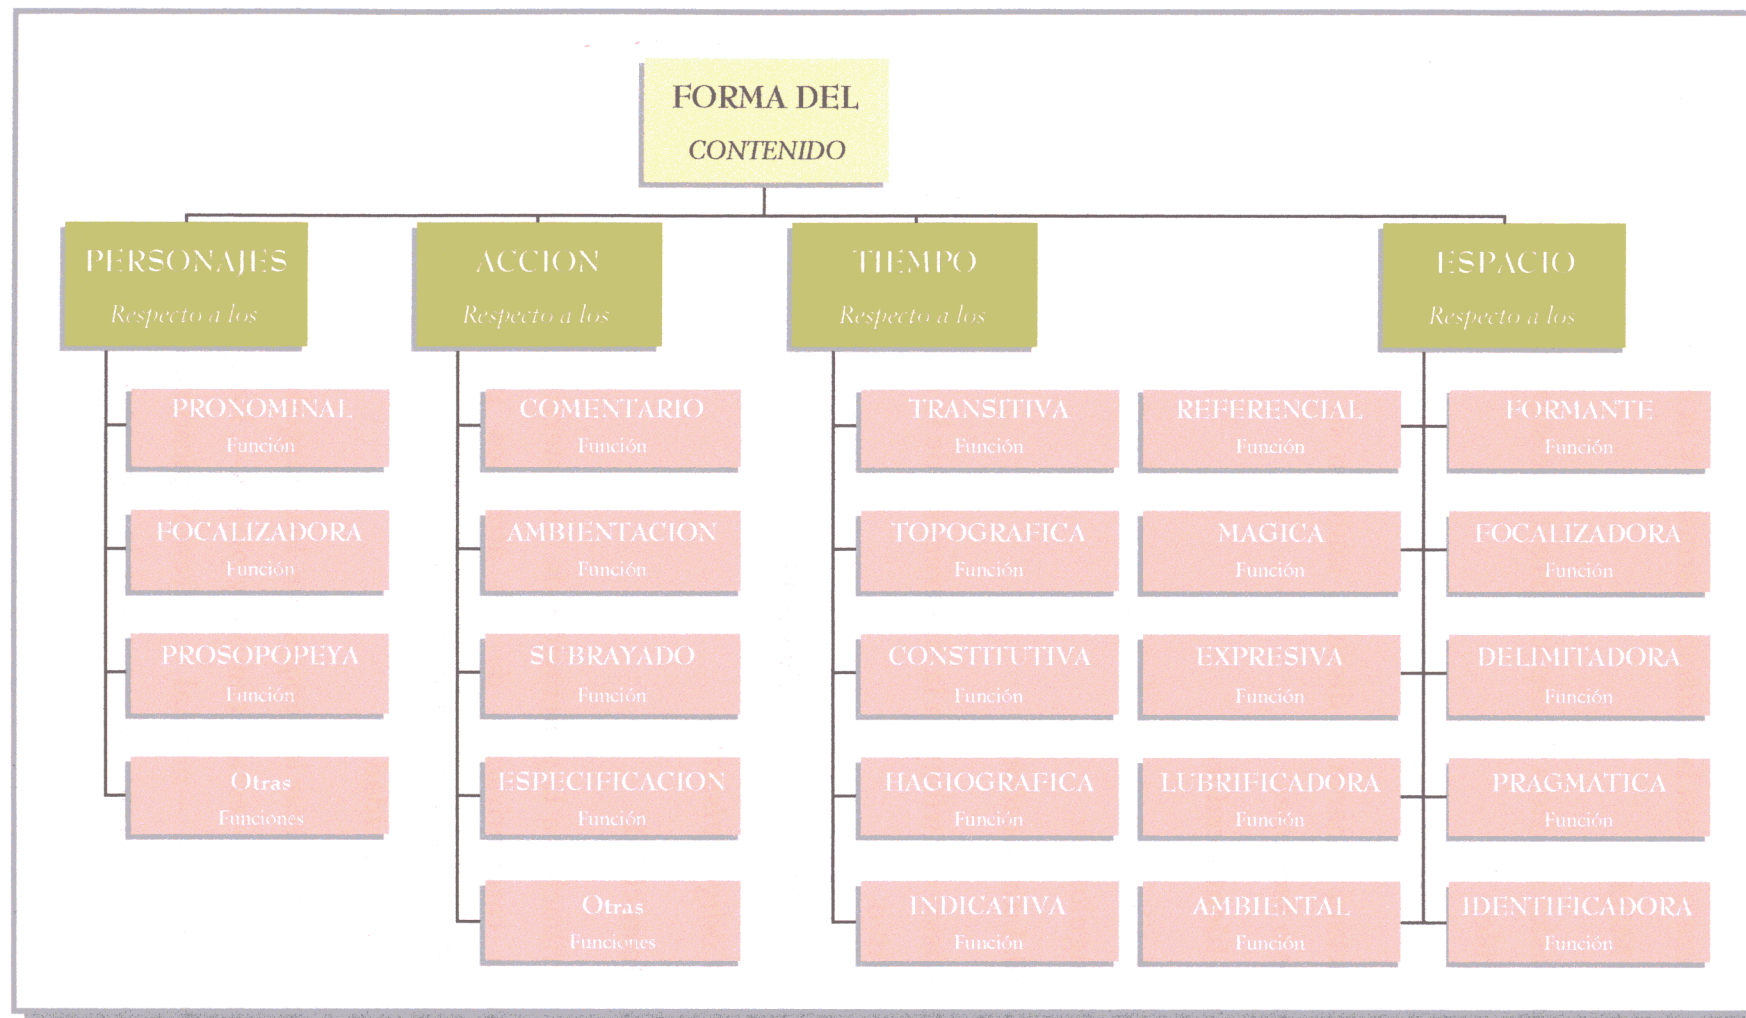 FORMA DEL
CONTENIDO
PERSONAJES
Respecto a los
ACCION
Respecto a los
TIEMPO
Respecto a los
ESPACIO
Respecto a los
PRONOMINAL
Función
FOCALIZADORA
Función
PROSOPOPEYA
Función
Otras
Funciones
COMENTARIO
Función
AMBIENTACION
Función
SUBRAYADO
Función
ESPECIFICACION
Función
Otras
Funciones
TRANSITIVA
Función
TOPOGRAFICA
Función
CONSTITUTIVA
Función
HAGIOGRAFICA
Función
INDICATIVA
Función
REFERENCIAL
Función
MAGICA
Función
EXPRESIVA
Función
LUBRIFICADORA
Función
AMBIENTAL
Función
FORMANTE
Función
FOCALIZADORA
Función
DELIMITADORA
Función
PRAGMATICA
Función
IDENTIFICADORA
Función